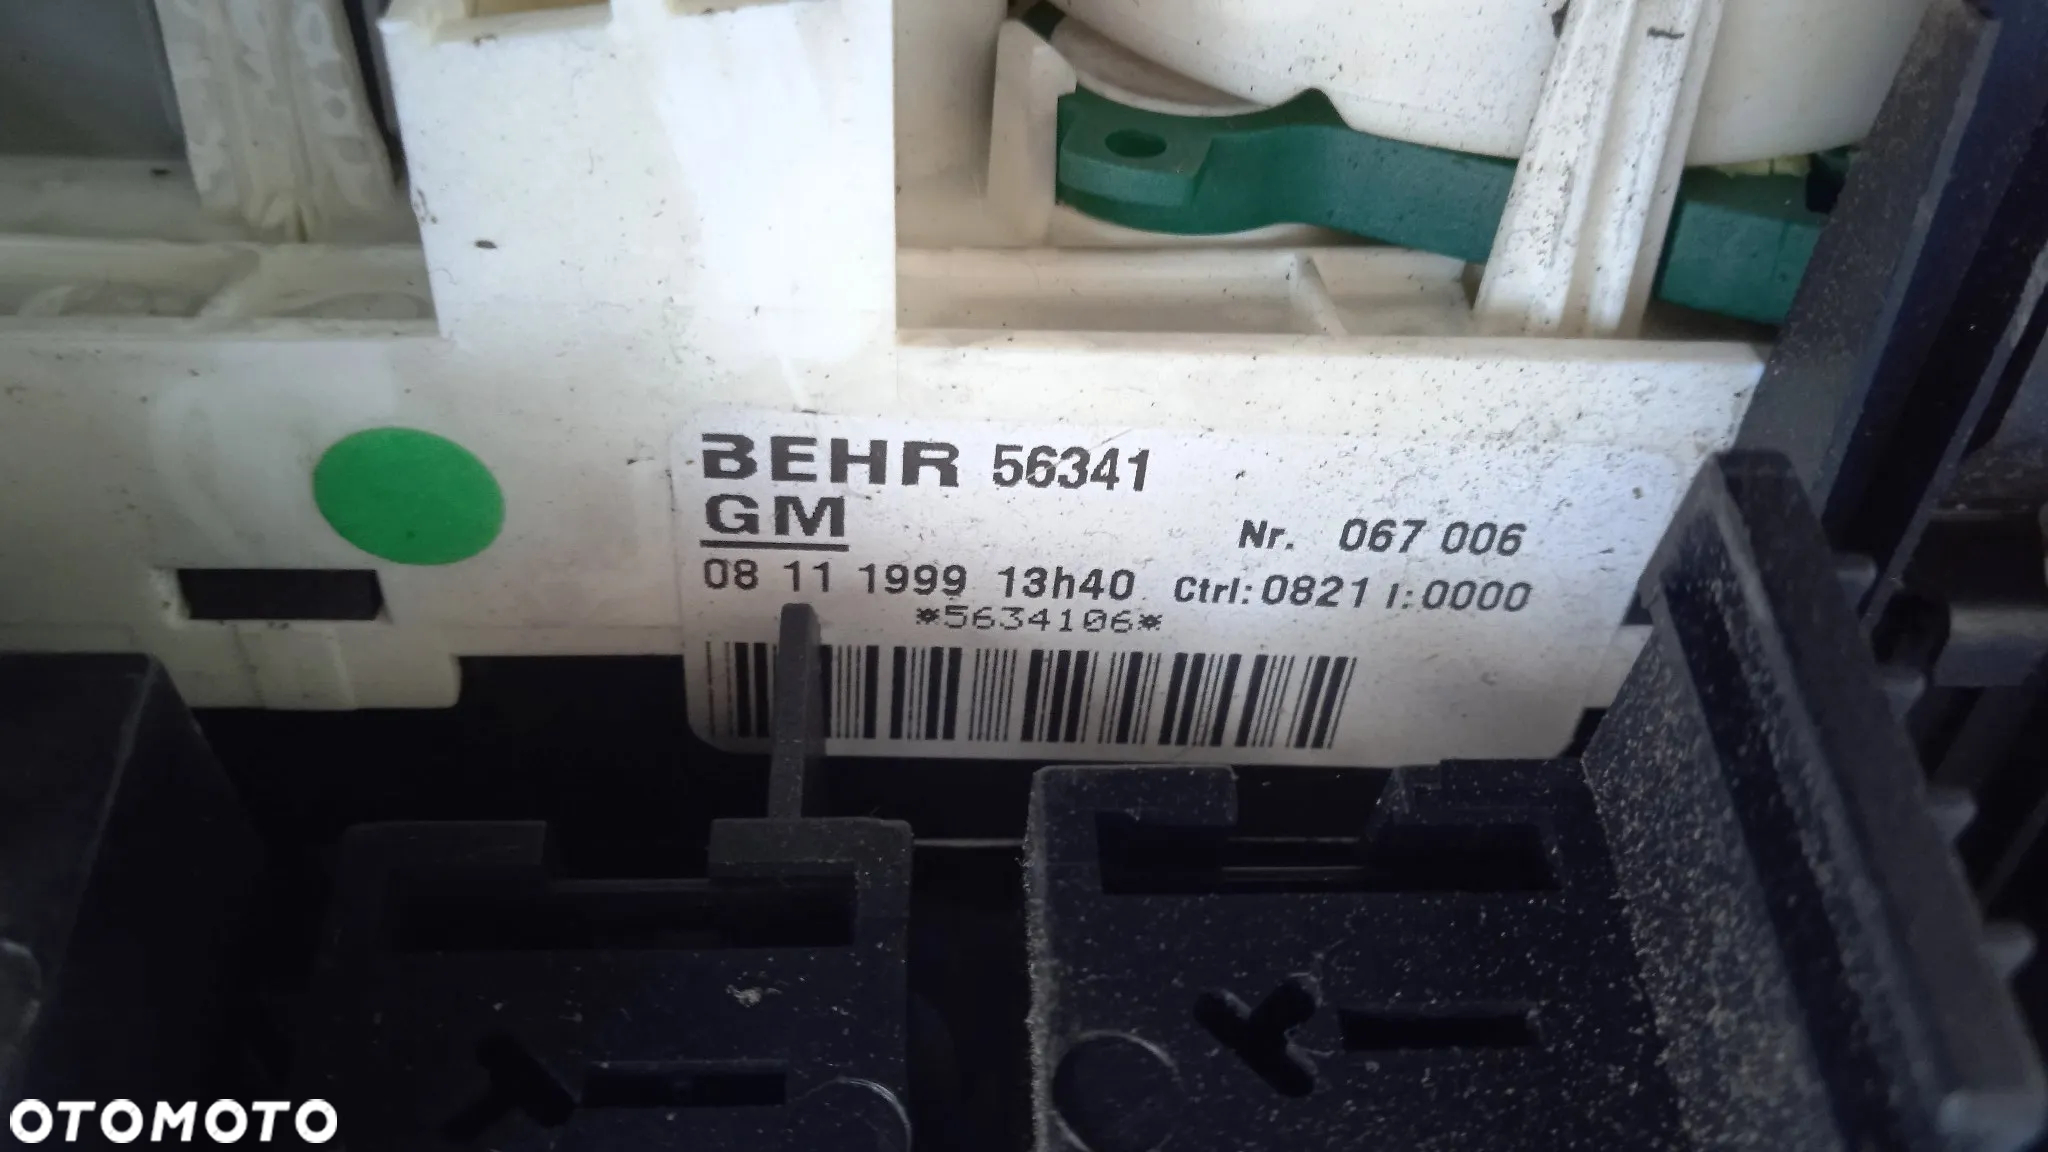 BEHR 56341
GM
Nr. 067 006
08 11 1999 13h40 Ctrl:0821 I:0000
*5634106*
OTOMOTO